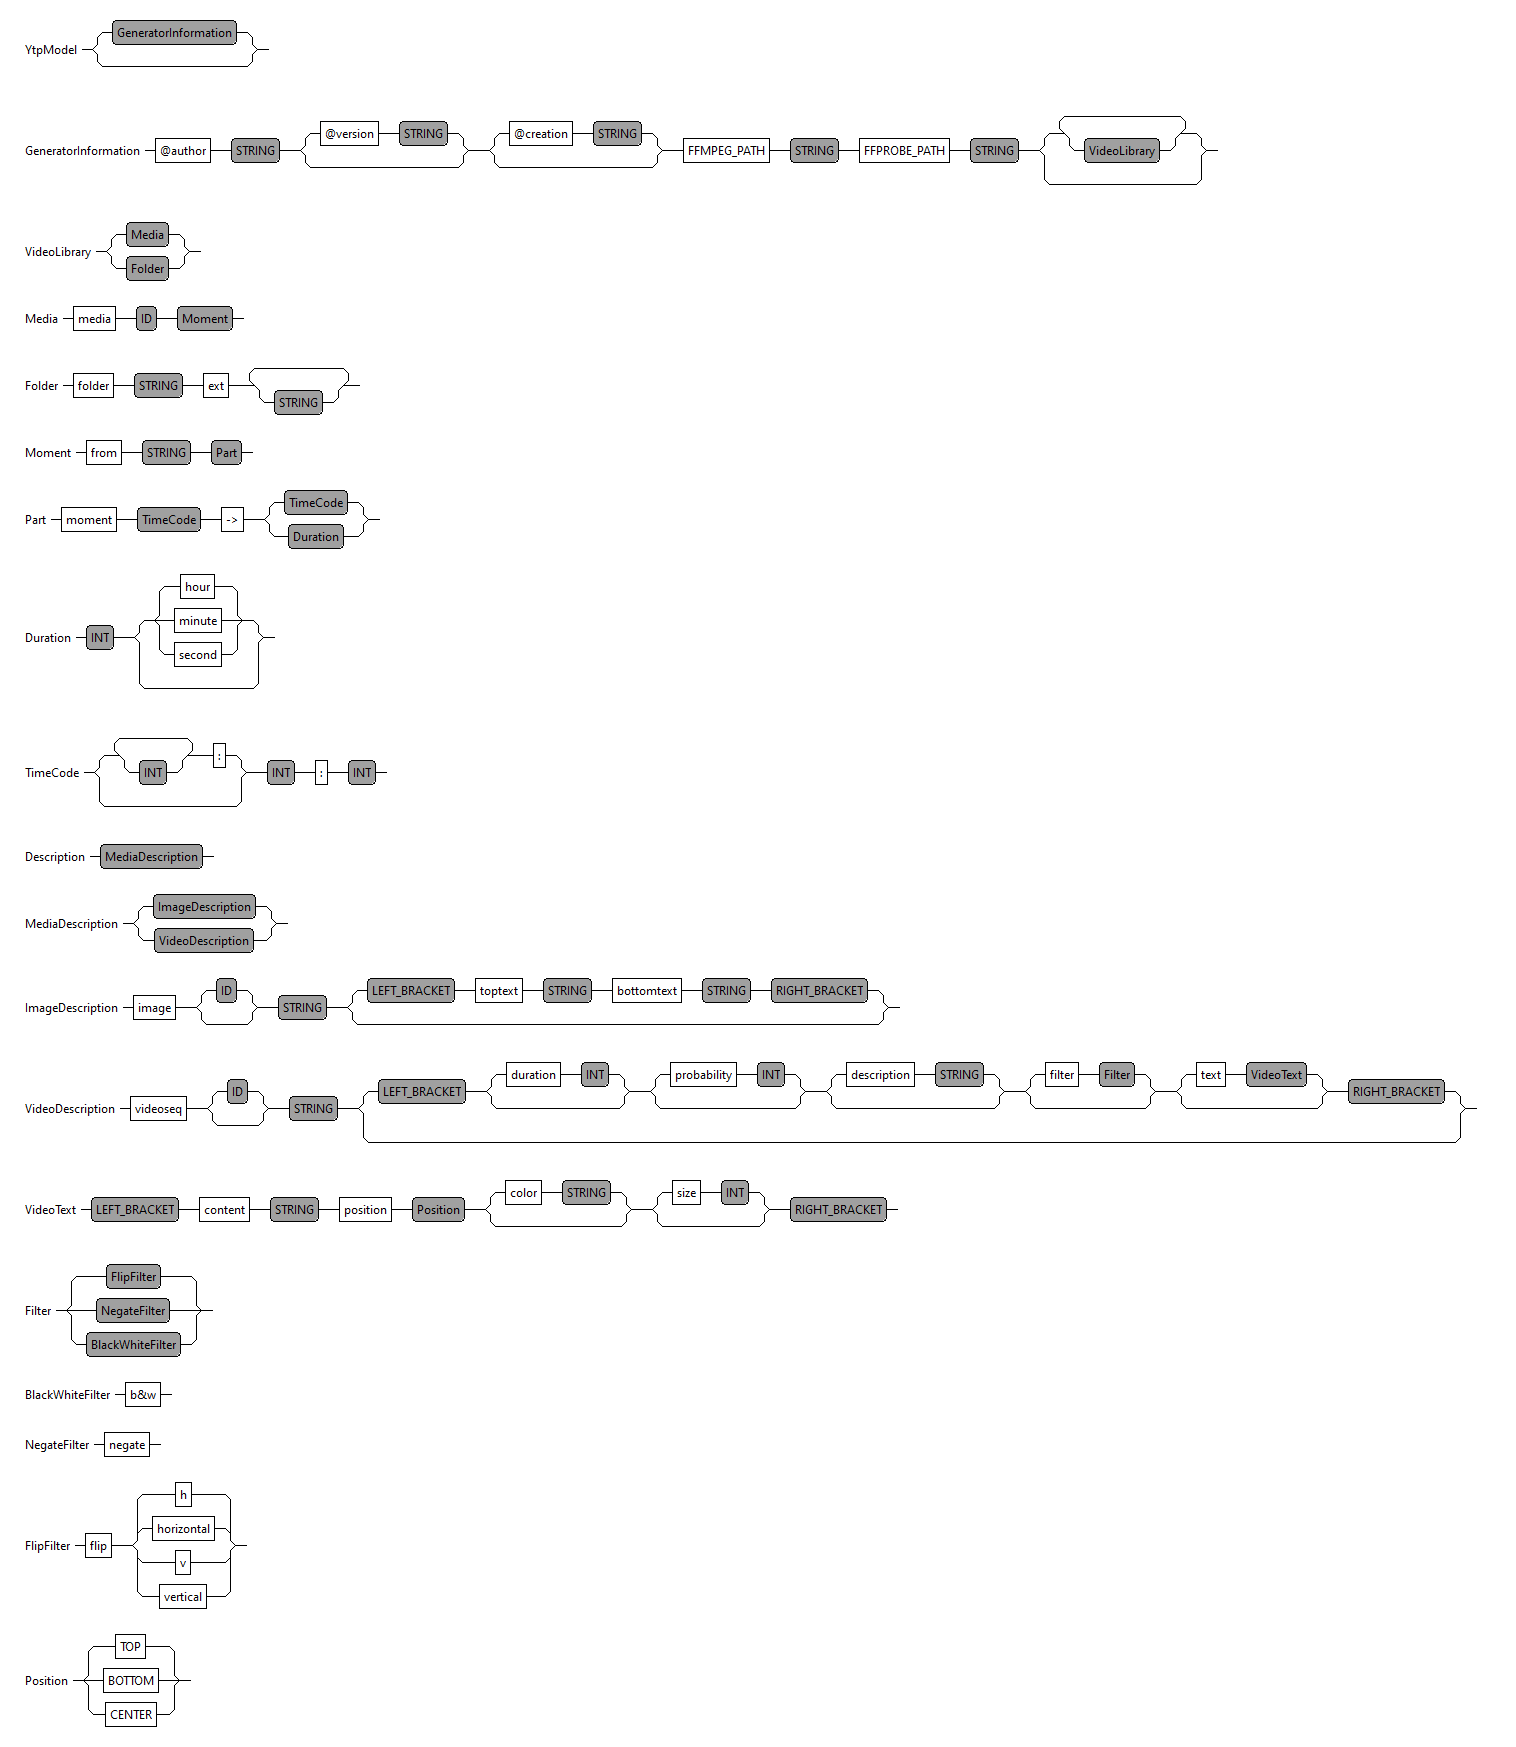 GeneratorInformation
YtpModel
GeneratorInformation @author STRING @version STRING @creation STRING FFMPEG_PATH STRING FFPROBE_PATH STRING VideoLibrary
Media
VideoLibrary
Folder
Media media ID Moment
Folder folder STRING ext STRING
Moment from STRING Part
TimeCode
Part moment TimeCode ->
Duration
hour
minute
Duration INT
second
:
TimeCode INT INT : INT
Description MediaDescription
ImageDescription
MediaDescription
VideoDescription
ID LEFT_BRACKET toptext STRING bottomtext STRING RIGHT_BRACKET
ImageDescription image STRING
duration INT probability INT description STRING filter Filter text VideoText
ID LEFT_BRACKET RIGHT_BRACKET
VideoDescription videoseq STRING
color STRING size INT
VideoText LEFT_BRACKET content STRING position Position RIGHT_BRACKET
FlipFilter
Filter NegateFilter
BlackWhiteFilter
BlackWhiteFilter b&w
NegateFilter negate
h
horizontal
FlipFilter flip
v
vertical
TOP
Position BOTTOM
CENTER